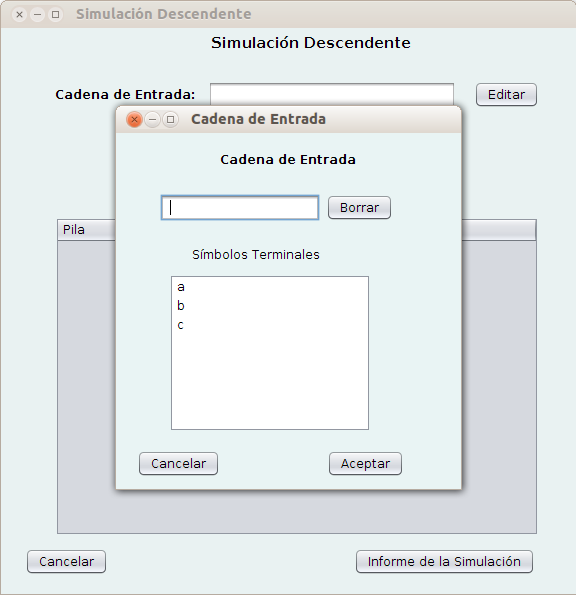 Simulación Descendente
Simulación Descendente
Cadena de Entrada:
Editar
Cadena de Entrada
Cadena de Entrada
Borrar
Pila
Símbolos Terminales
a
b
c
Cancelar
Aceptar
Cancelar
Informe de la Simulación